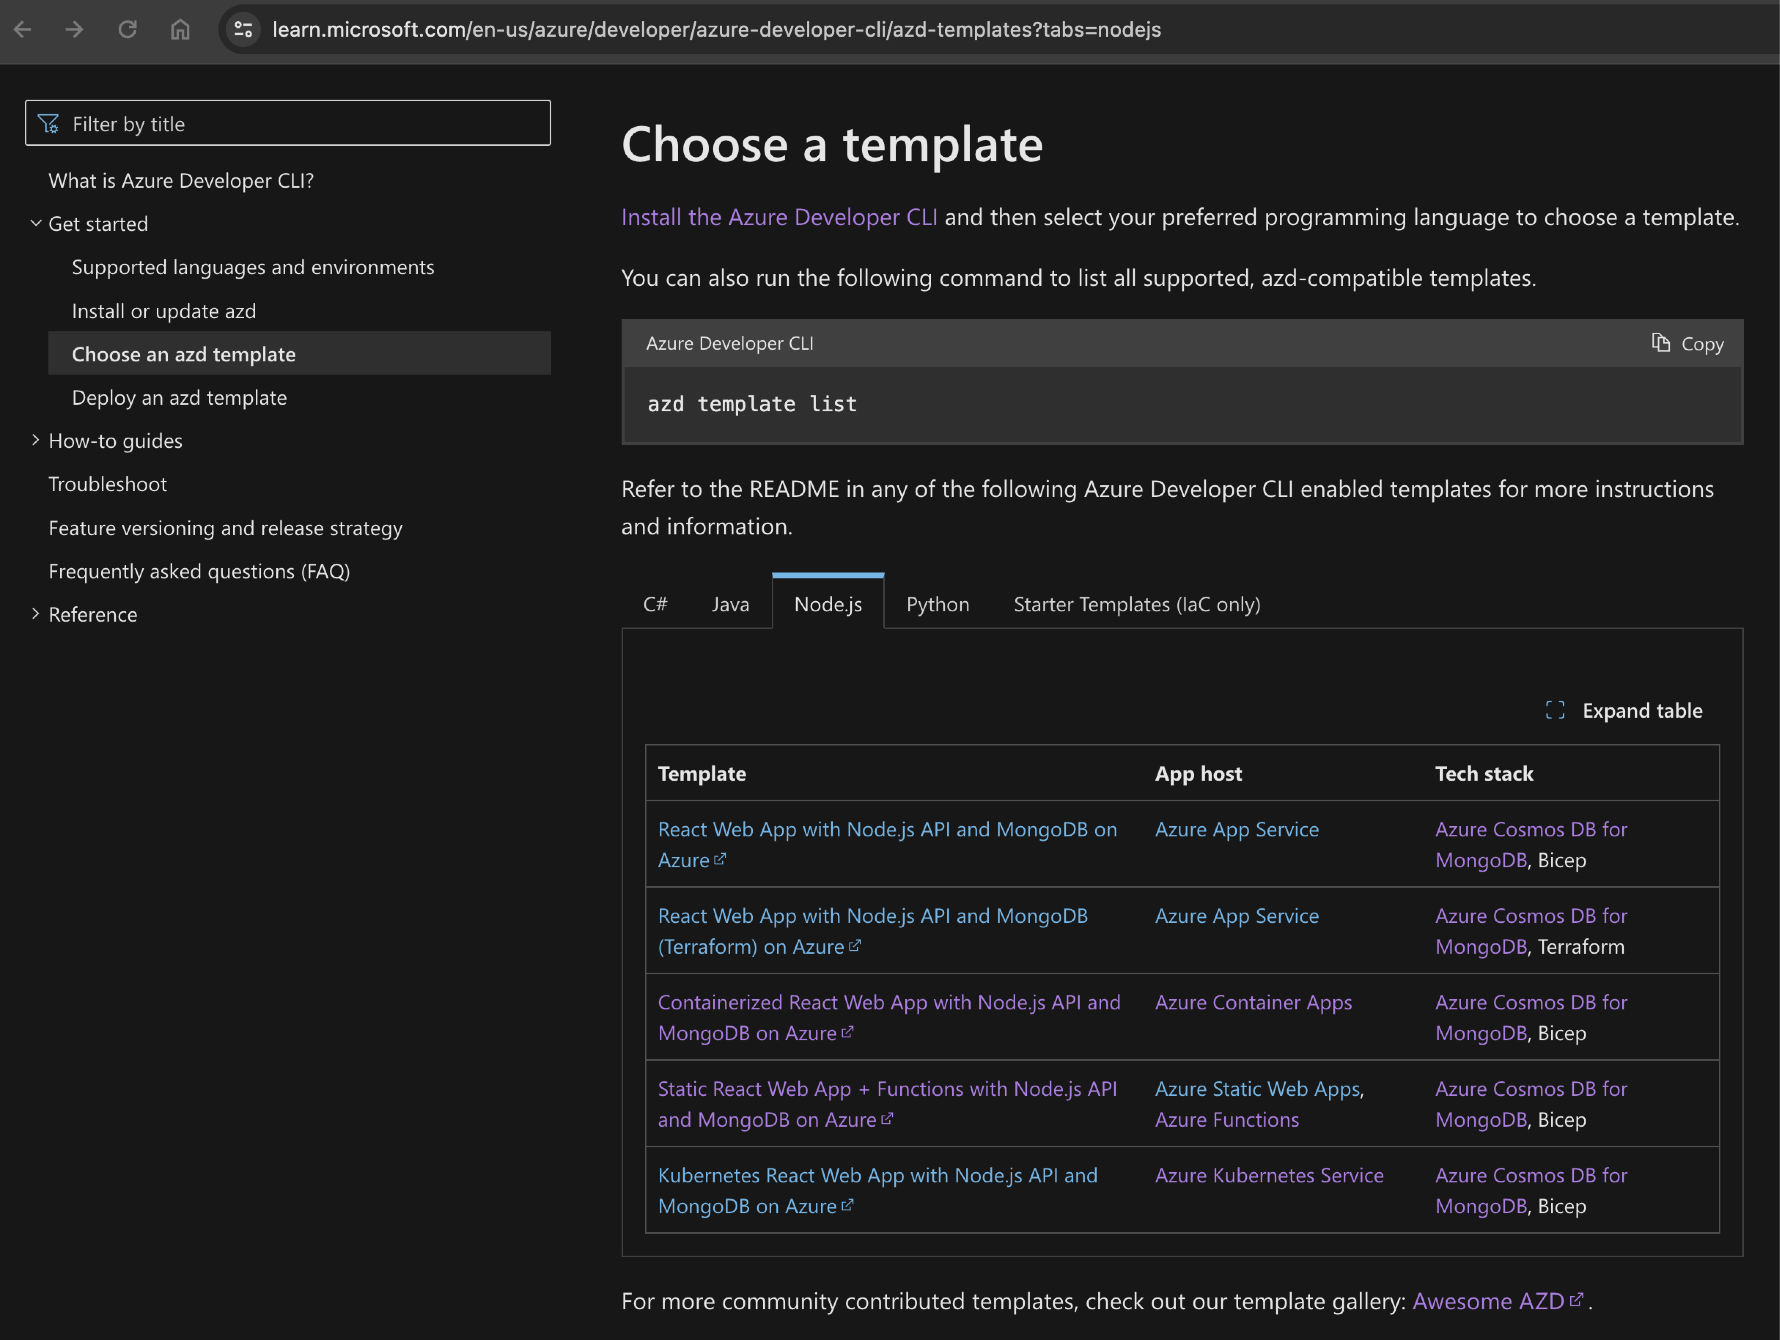 learn.microsoft.com/en-us/azure/developer/azure-developer-cli/azd-templates?tabs=nodejs
Filter by title
What is Azure Developer CLI?
Get started
Supported languages and environments
Install or update azd
Choose an azd template
Deploy an azd template
How-to guides
Troubleshoot
Feature versioning and release strategy
Frequently asked questions (FAQ)
Reference
Choose a template
Install the Azure Developer CLI and then select your preferred programming language to choose a template.
You can also run the following command to list all supported, azd-compatible templates.
Azure Developer CLI
Copy
azd template list
Refer to the README in any of the following Azure Developer CLI enabled templates for more instructions
and information.
C# Java Node.js Python Starter Templates (IaC only)
Expand table
Template App host Tech stack
React Web App with Node.js API and MongoDB on
Azure
Azure App Service
Azure Cosmos DB for
MongoDB, Bicep
React Web App with Node.js API and MongoDB
(Terraform) on Azure
Azure App Service
Azure Cosmos DB for
MongoDB, Terraform
Containerized React Web App with Node.js API and
MongoDB on Azure
Azure Container Apps
Azure Cosmos DB for
MongoDB, Bicep
Static React Web App + Functions with Node.js API
and MongoDB on Azure
Azure Static Web Apps,
Azure Functions
Azure Cosmos DB for
MongoDB, Bicep
Kubernetes React Web App with Node.js API and
MongoDB on Azure
Azure Kubernetes Service
Azure Cosmos DB for
MongoDB, Bicep
For more community contributed templates, check out our template gallery: Awesome AZD.